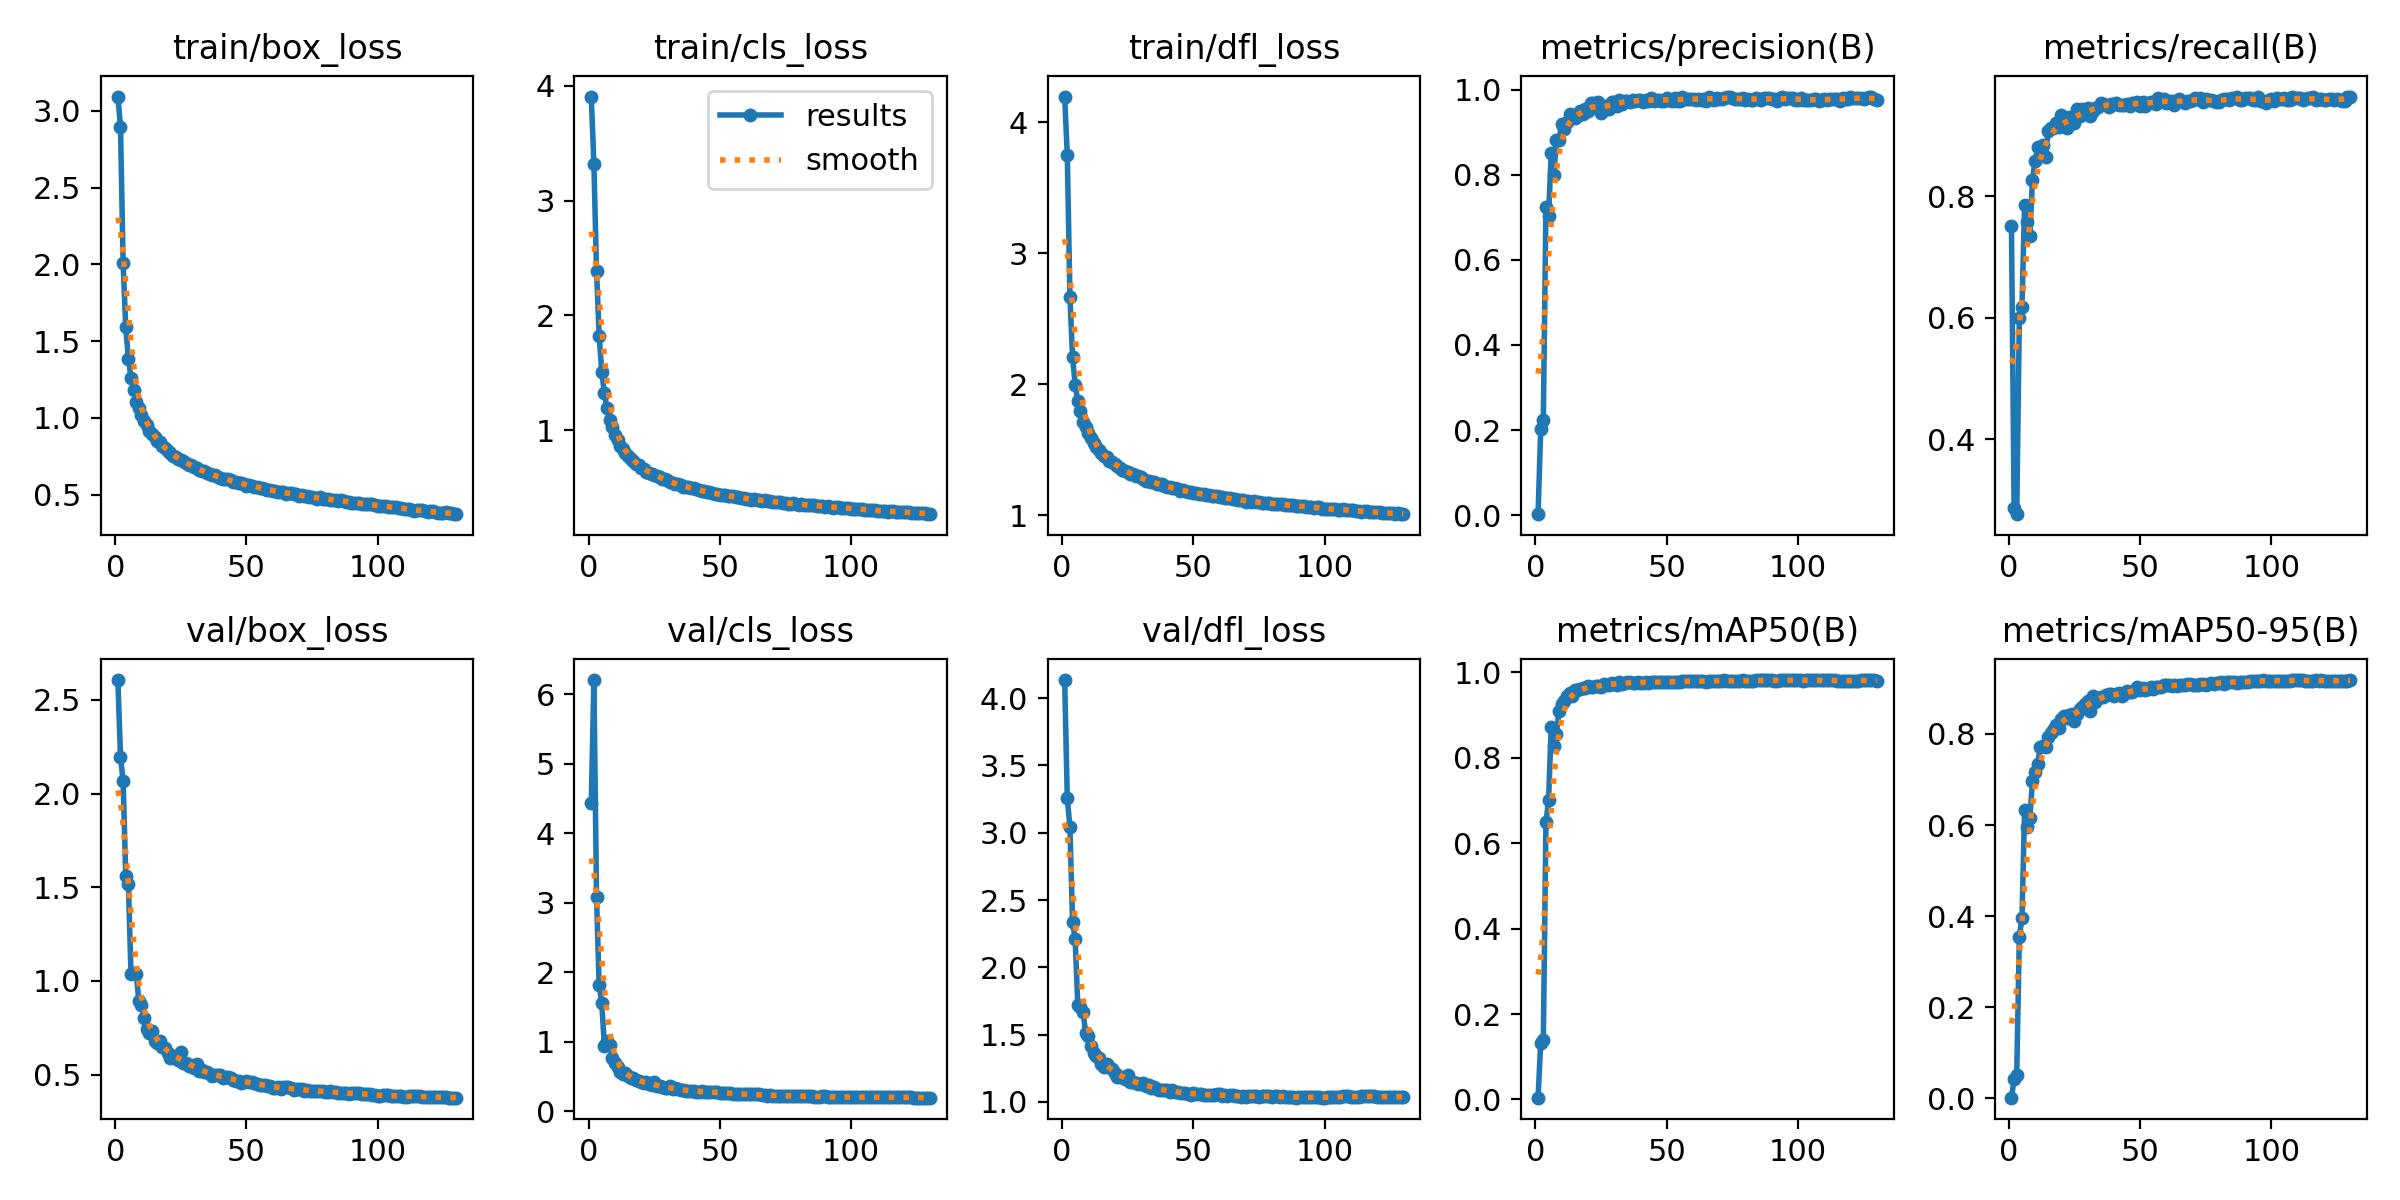 train/box_loss
3.0
2.5
2.0
1.5
1.0
0.5
0 50 100
train/cls_loss
results
smooth
4
3
2
1
0 50 100
train/dfl_loss
4
3
2
1
0 50 100
metrics/precision(B)
1.0
0.8
0.6
0.4
0.2
0.0
0 50 100
metrics/recall(B)
0.8
0.6
0.4
0 50 100
val/box_loss
2.5
2.0
1.5
1.0
0.5
0 50 100
val/cls_loss
6
5
4
3
2
1
0
0 50 100
val/dfl_loss
4.0
3.5
3.0
2.5
2.0
1.5
1.0
0 50 100
metrics/mAP50(B)
1.0
0.8
0.6
0.4
0.2
0.0
0 50 100
metrics/mAP50-95(B)
0.8
0.6
0.4
0.2
0.0
0 50 100